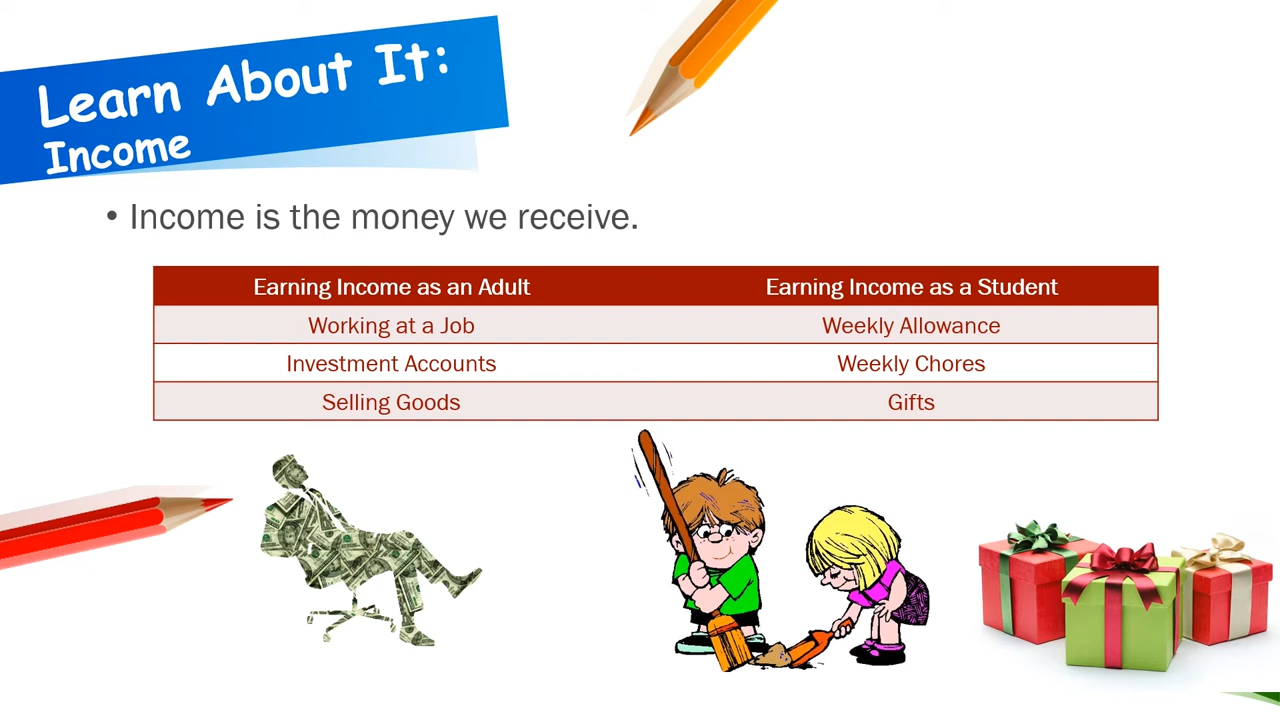 Learn About It:
Income
• Income is the money we receive.
Earning Income as an Adult Earning Income as a Student
Working at a Job Weekly Allowance
Investment Accounts Weekly Chores
Selling Goods Gifts